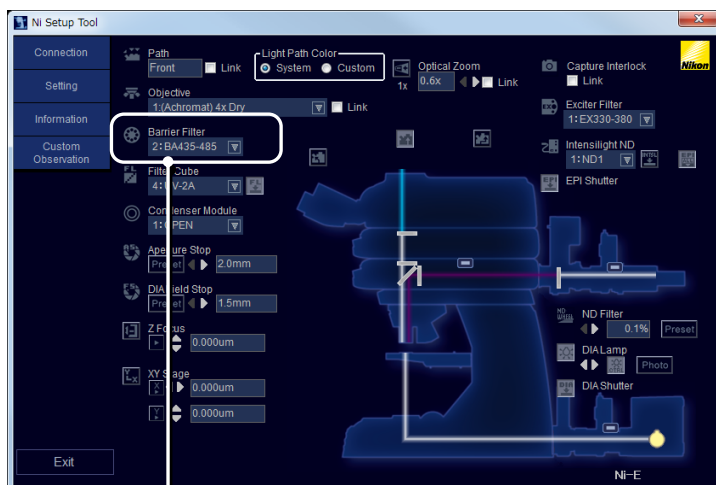 Ni Setup Tool
Connection
Setting
Information
Custom
Observation
Exit
Path
Front
Link
Light Path Color
System
Custom
Objective
1:(Achromat) 4x Dry
Link
Barrier Filter
2:BA435-485
Filter Cube
4:UV-2A
Condenser Module
1:OPEN
Aperture Stop
Preset
2.0mm
DIA Field Stop
Preset
1.5mm
Z Focus
0.000um
XY Stage
X
0.000um
Y
0.000um
1x
Optical Zoom
0.6x
Link
Capture Interlock
Link
Nikon
Exciter Filter
1:EX330-380
Intensilight ND
1:ND1
EPI Shutter
ND Filter
0.1%
Preset
DIA Lamp
Photo
DIA Shutter
Ni-E